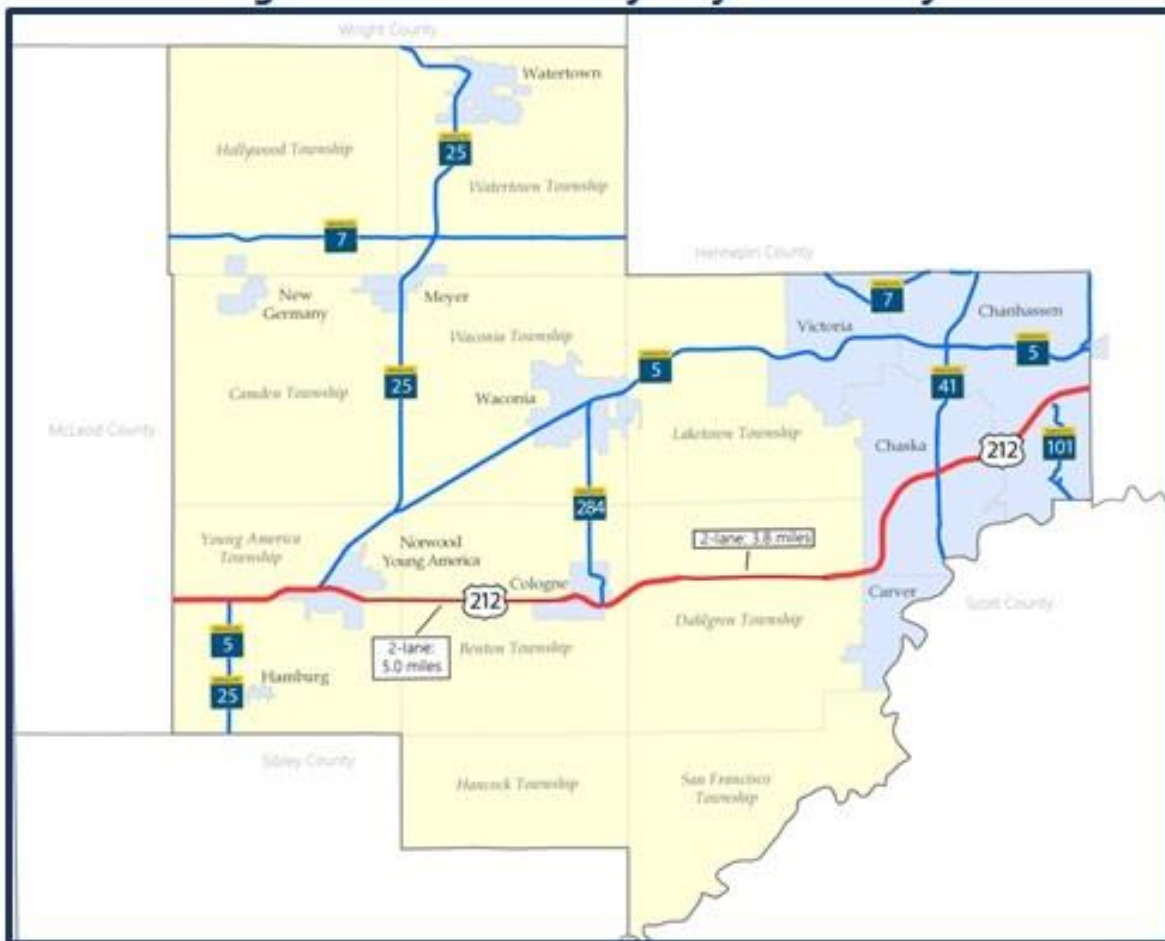 Wright County
Watertown
25
Hollywood Township
Watertown Township
7
Hennepin County
New
Germany
Meyer
7
Chanhassen
Victoria
Waconia Township
5
5
25
41
Camden Township
Waconia
McLeod County
Laketown Township
Chaska
212
101
284
Young America
Township
Norwood
Young America
2-lane: 3.8 miles
Cologne
212
Carver
Scott County
Dahlgren Township
5
2-lane:
5.0 miles
Benton Township
Hamburg
25
Sibley County
Hancock Township
San Francisco
Township